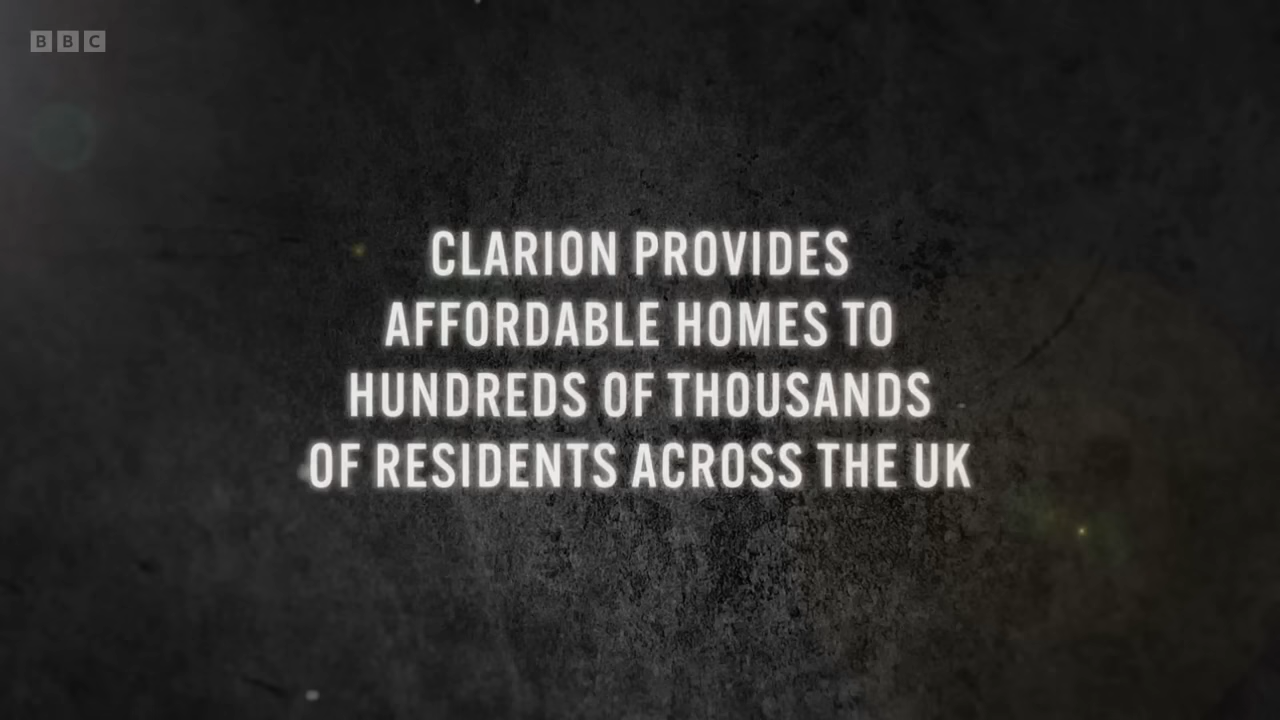 BBC
CLARION PROVIDES
AFFORDABLE HOMES TO
HUNDREDS OF THOUSANDS
OF RESIDENTS ACROSS THE UK